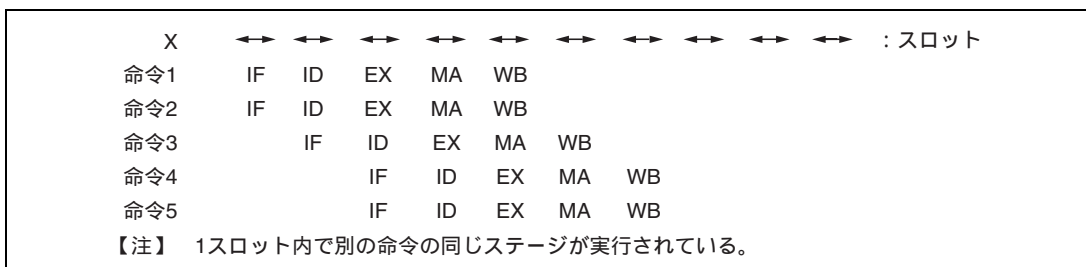 X ：スロット
命令1 IF ID EX MA WB
命令2 IF ID EX MA WB
命令3 IF ID EX MA WB
命令4 IF ID EX MA WB
命令5 IF ID EX MA WB
【注】 1スロット内で別の命令の同じステージが実行されている。